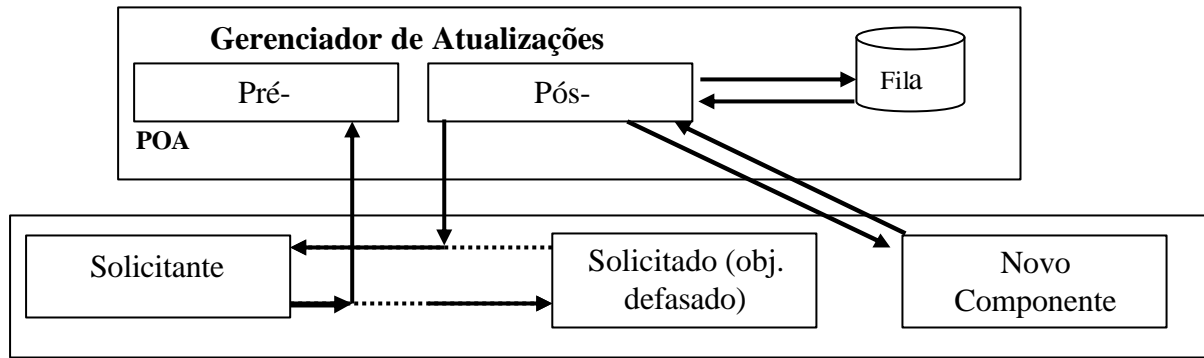 Gerenciador de Atualizações
Pré-
Pós-
Fila
POA
Solicitante
Solicitado (obj.
defasado)
Novo
Componente